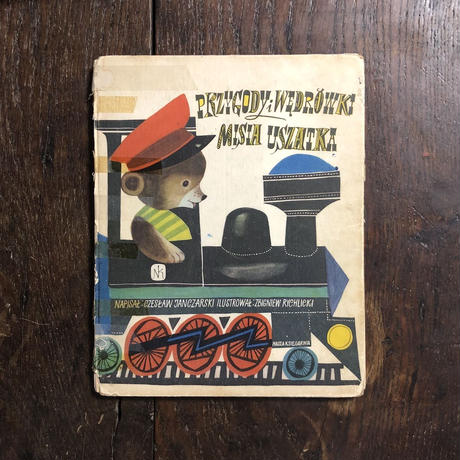 PRZYGODY i WĘDRÓWKI
MISIA USZATKA
NK
NAPISAŁ: CZESŁAW JANCZARSKI ILUSTROWAŁ: ZBIGNIEW RYCHLICKI
NASZA KSIĘGARNIA